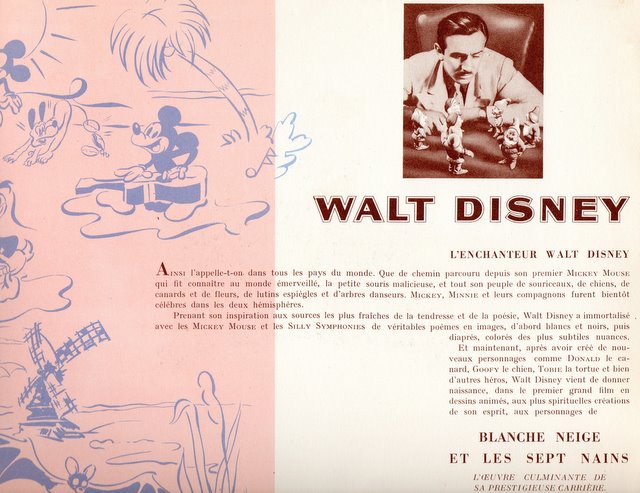 WALT DISNEY
L'ENCHANTEUR WALT DISNEY
AINSI l'appelle-t-on dans tous les pays du monde. Que de chemin parcouru depuis son premier MICKEY MOUSE
qui fit connaître au monde émerveillé, la petite souris malicieuse, et tout son peuple de souriceaux, de chiens, de
canards et de fleurs, de lutins espiègles et d'arbres danseurs. MICKEY, MINNIE et leurs compagnons furent bientôt
célèbres dans les deux hémisphères.
Prenant son inspiration aux sources les plus fraîches de la tendresse et de la poésie, Walt Disney a immortalisé
avec les MICKEY MOUSE et les SILLY SYMPHONIES de véritables poèmes en images, d'abord blancs et noirs, puis
diaprés, colorés des plus subtiles nuances.
Et maintenant, après avoir créé de nou-
veaux personnages comme DONALD le ca-
nard, GOOFY le chien, TOBIE la tortue et bien
d'autres héros, Walt Disney vient de donner
naissance, dans le premier grand film en
dessins animés, aux plus spirituelles créations
de son esprit, aux personnages de
BLANCHE NEIGE
ET LES SEPT NAINS
L'ŒUVRE CULMINANTE DE
SA PRESTIGIEUSE CARRIÈRE.